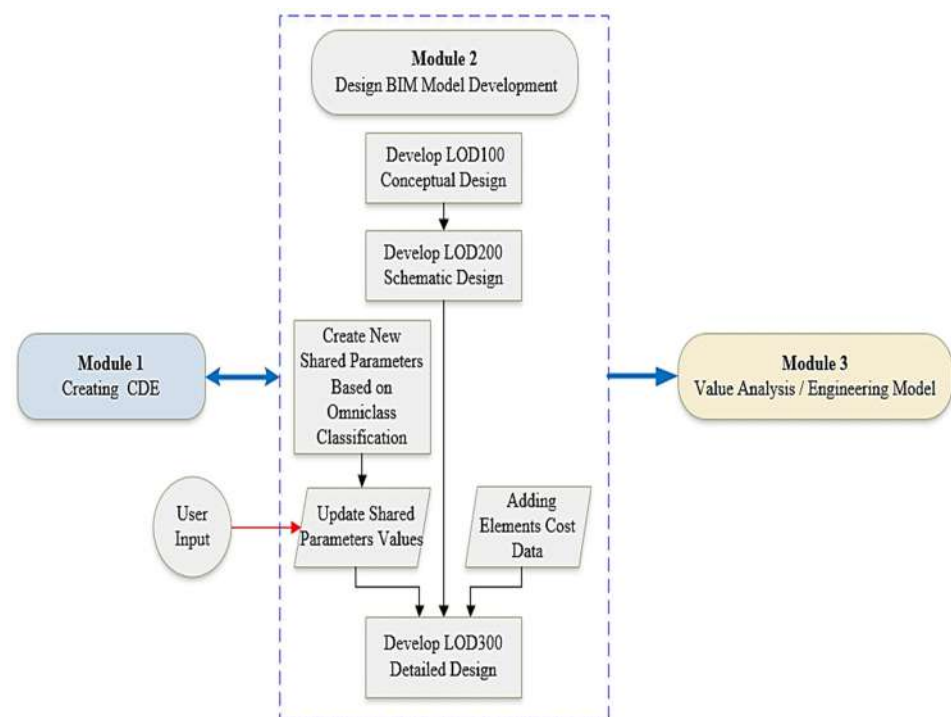 Module 2
Design BIM Model Development
Develop LOD100
Conceptual Design
Develop LOD200
Schematic Design
Create New
Shared Parameters
Based on
Omniclass
Classification
Module 1
Creating CDE
Module 3
Value Analysis / Engineering Model
User
Input
Update Shared
Parameters Values
Adding
Elements Cost
Data
Develop LOD300
Detailed Design